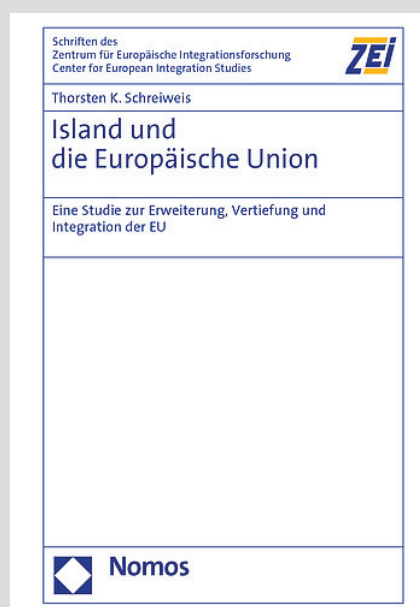 Schriften des
Zentrum für Europäische Integrationsforschung
Center for European Integration Studies
ZEI
Thorsten K. Schreiweis
Island und
die Europäische Union
Eine Studie zur Erweiterung, Vertiefung und
Integration der EU
Nomos